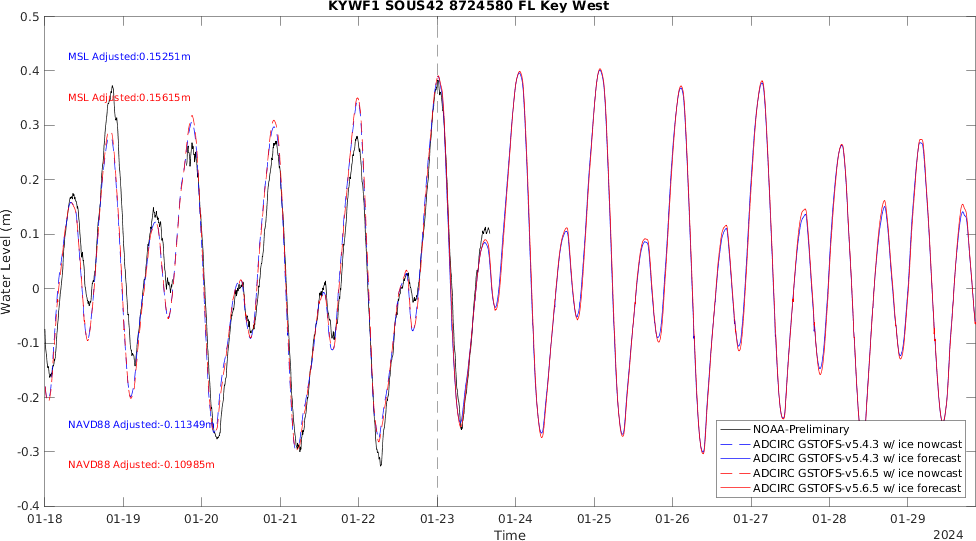 KYWF1 SOUS42 8724580 FL Key West
0.5
0.4
0.3
0.2
0.1
0
-0.1
-0.2
-0.3
-0.4
Water Level (m)
MSL Adjusted:0.15251m
MSL Adjusted:0.15615m
NAVD88 Adjusted:-0.11349m
NAVD88 Adjusted:-0.10985m
NOAA-Preliminary
ADCIRC GSTOFS-v5.4.3 w/ ice nowcast
ADCIRC GSTOFS-v5.4.3 w/ ice forecast
ADCIRC GSTOFS-v5.6.5 w/ ice nowcast
ADCIRC GSTOFS-v5.6.5 w/ ice forecast
01-18 01-19 01-20 01-21 01-22 01-23 01-24 01-25 01-26 01-27 01-28 01-29
Time
2024